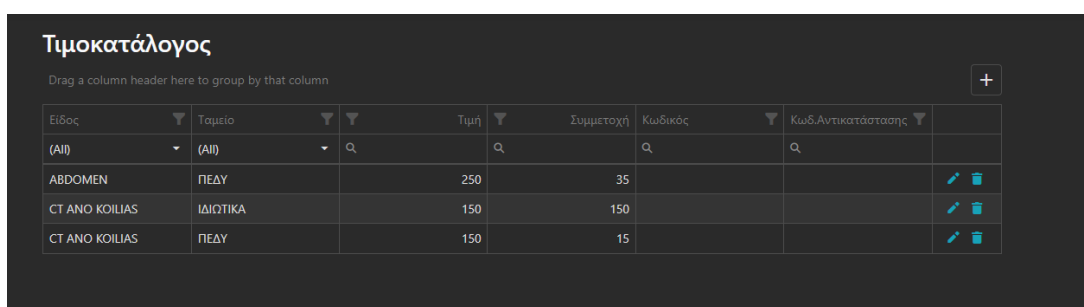 Τιμοκατάλογος
Drag a column header here to group by that column
Είδος Ταμείο Τιμή Συμμετοχή Κωδικός Κωδ.Αντικατάστασης
(All) (All)
ABDOMEN ΠΕΔΥ 250 35
CT ANO KOILIAS ΙΔΙΩΤΙΚΑ 150 150
CT ANO KOILIAS ΠΕΔΥ 150 15